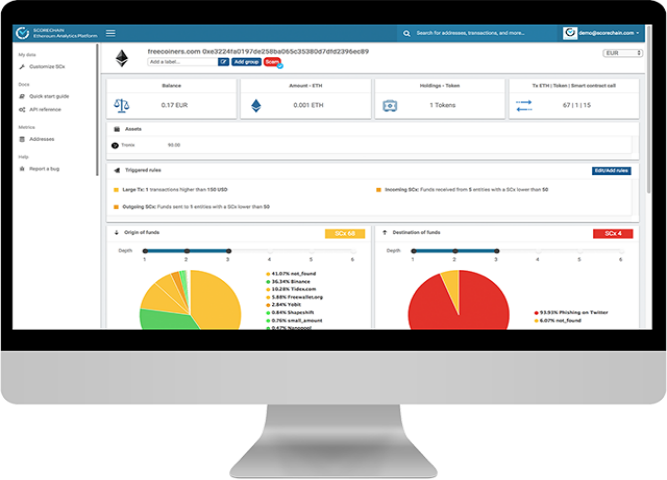 SCORECHAIN
Ethereum Analytics Platform
Search for addresses, transactions, and more...
demo@scorechain.com
My data
Customize SCx
Docs
Quick start guide
API reference
Metrics
Addresses
Help
Report a bug
freecoiners.com 0xe3224fa0197de258ba065c35380d7dfd2396ec89
EUR
Add a label...
Add group
Scam
Balance
0.17 EUR
Amount - ETH
0.001 ETH
Holdings - Token
1 Tokens
Tx ETH | Token | Smart contract call
67 | 1 | 15
Assets
Tronix
90.00
Triggered rules
Edit/Add rules
Large Tx: 1 transactions higher than 150 USD
Incoming SCx: Funds received from 5 entities with a SCx lower than 50
Outgoing SCx: Funds sent to 1 entities with a SCx lower than 50
Origin of funds
SCx 60
Depth
1 2 3 4 5 6
41.07% not_found
36.34% Binance
10.28% Tidex.com
5.88% Freewallet.org
2.84% Yobit
0.84% Shapeshift
0.76% small_amount
0.47% Nanopool
Destination of funds
SCx 4
Depth
1 2 3 4 5 6
93.93% Phishing on Twitter
6.07% not_found